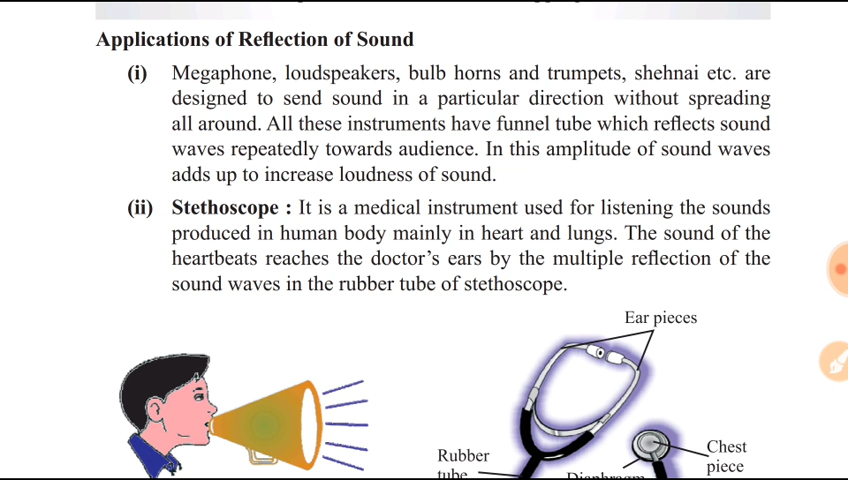 Applications of Reflection of Sound
(i) Megaphone, loudspeakers, bulb horns and trumpets, shehnai etc. are
designed to send sound in a particular direction without spreading
all around. All these instruments have funnel tube which reflects sound
waves repeatedly towards audience. In this amplitude of sound waves
adds up to increase loudness of sound.
(ii) Stethoscope : It is a medical instrument used for listening the sounds
produced in human body mainly in heart and lungs. The sound of the
heartbeats reaches the doctor’s ears by the multiple reflection of the
sound waves in the rubber tube of stethoscope.
Ear pieces
Rubber
tube
Chest
piece
Diaphragm